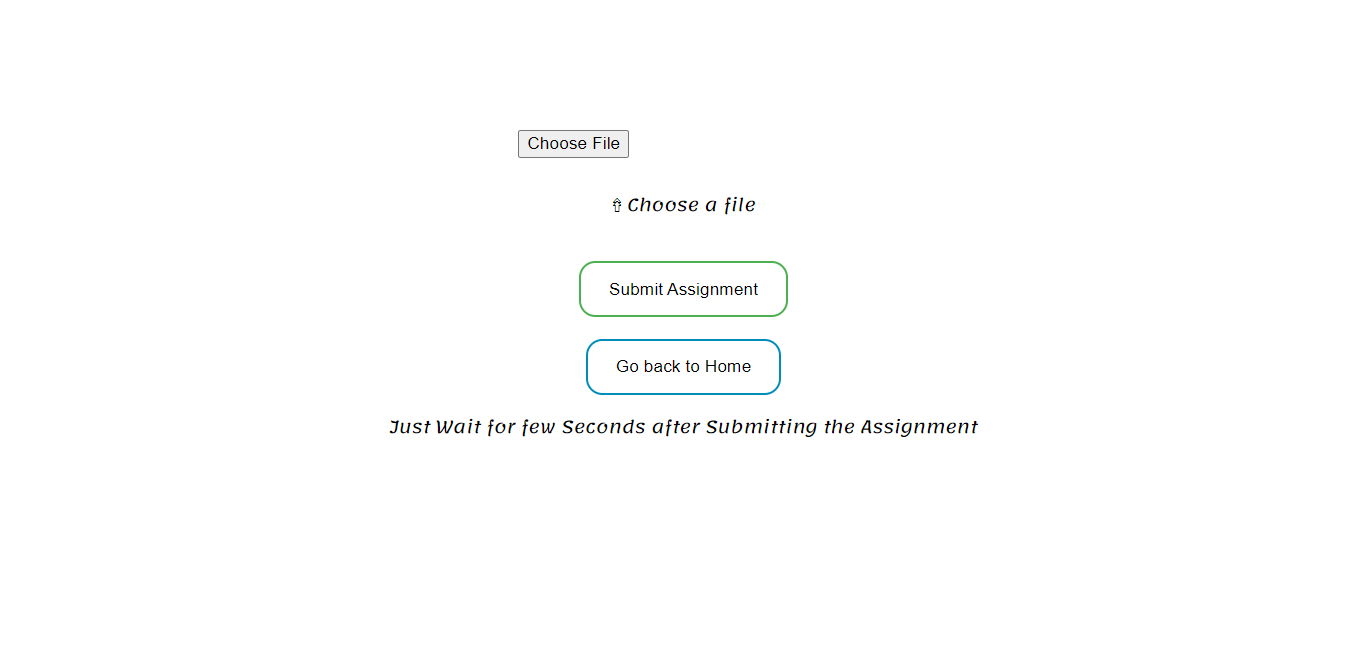 Choose File
⇧ Choose a file
Submit Assignment
Go back to Home
Just Wait for few Seconds after Submitting the Assignment